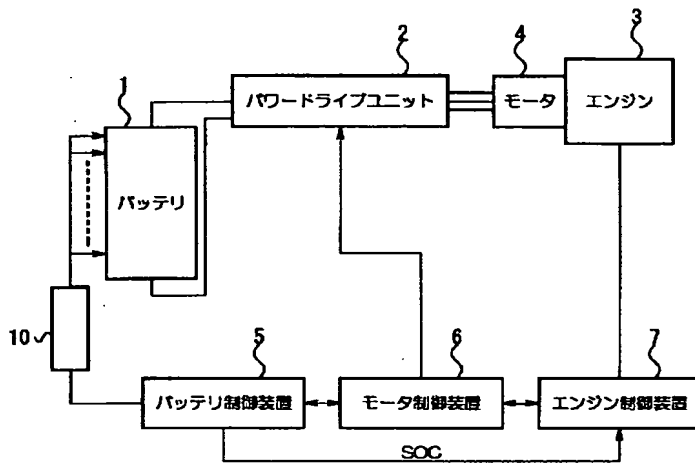 2
4
3
1
パワードライブユニット
モータ
エンジン
バッテリ
10
5
6
7
バッテリ制御装置
モータ制御装置
エンジン制御装置
SOC